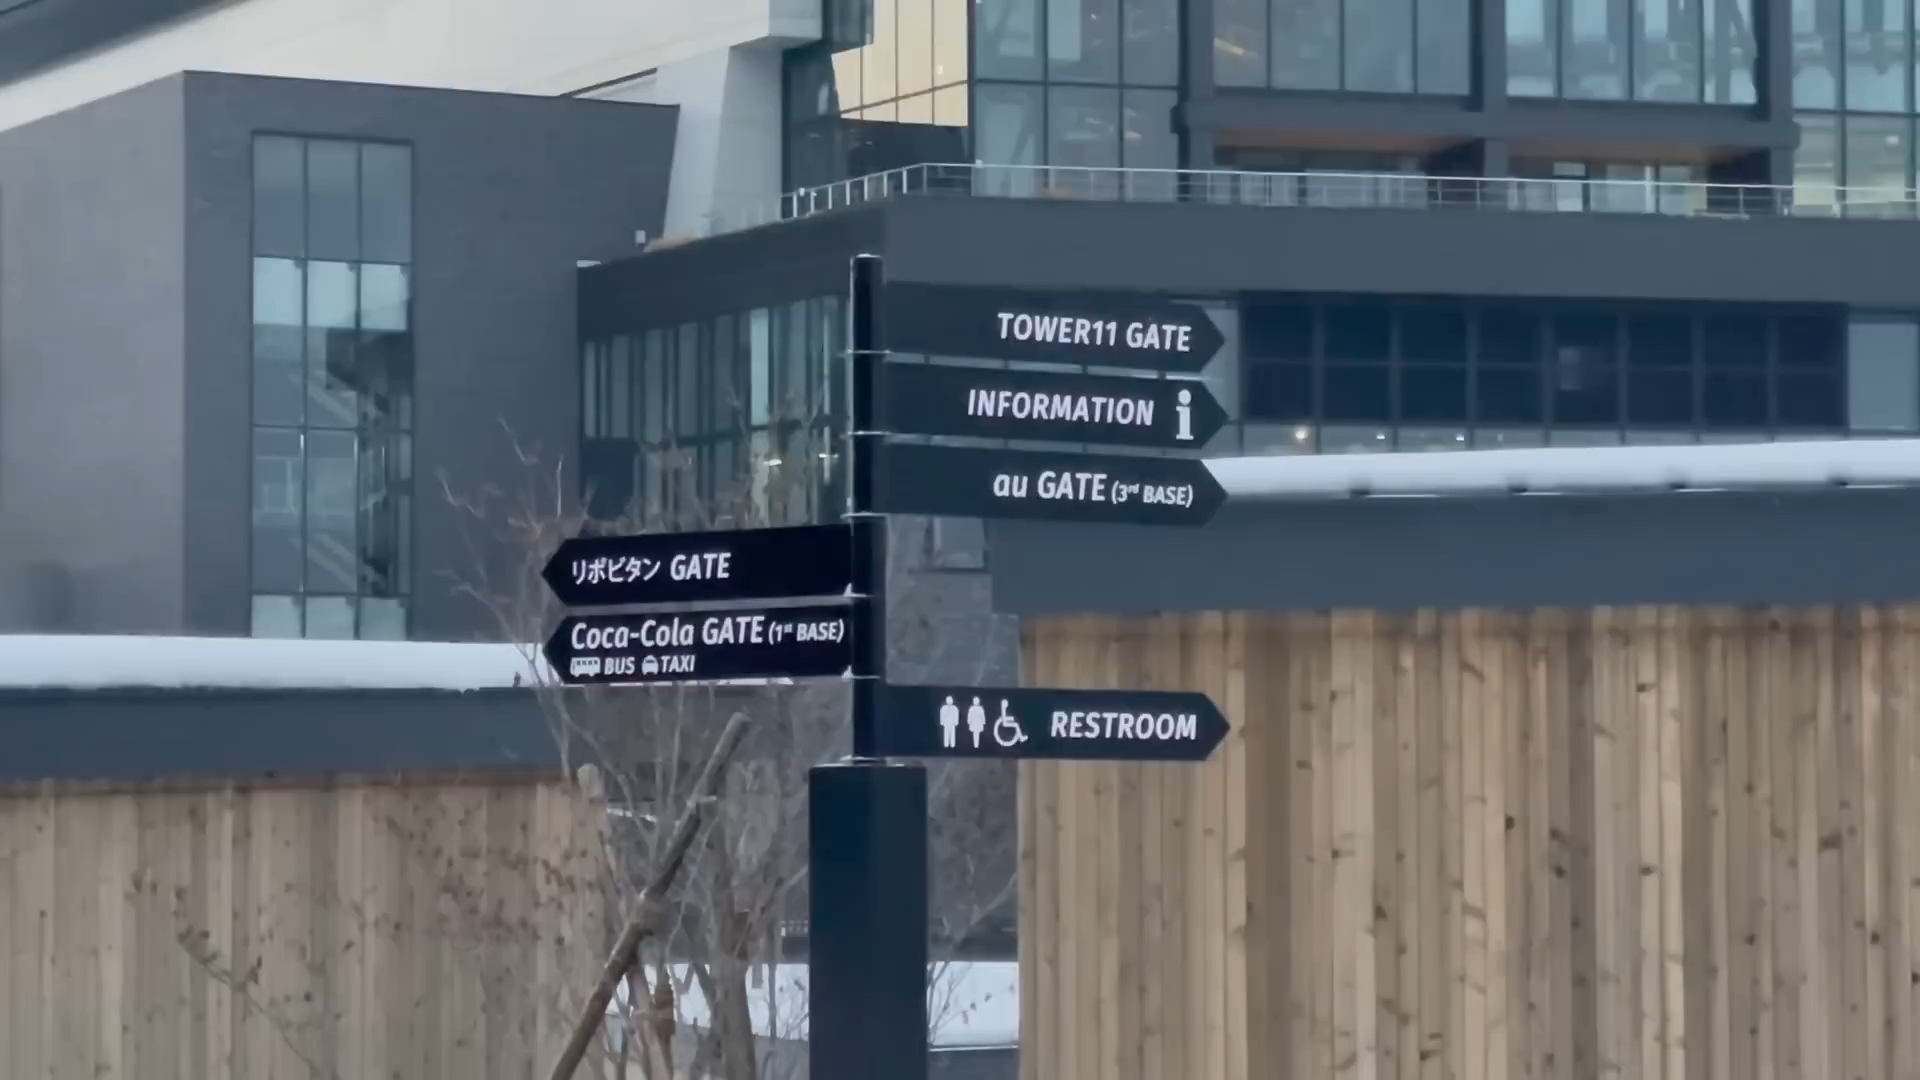 TOWER11 GATE
INFORMATION
au GATE (3rd BASE)
リポビタン GATE
Coca-Cola GATE (1st BASE)
BUS TAXI
RESTROOM